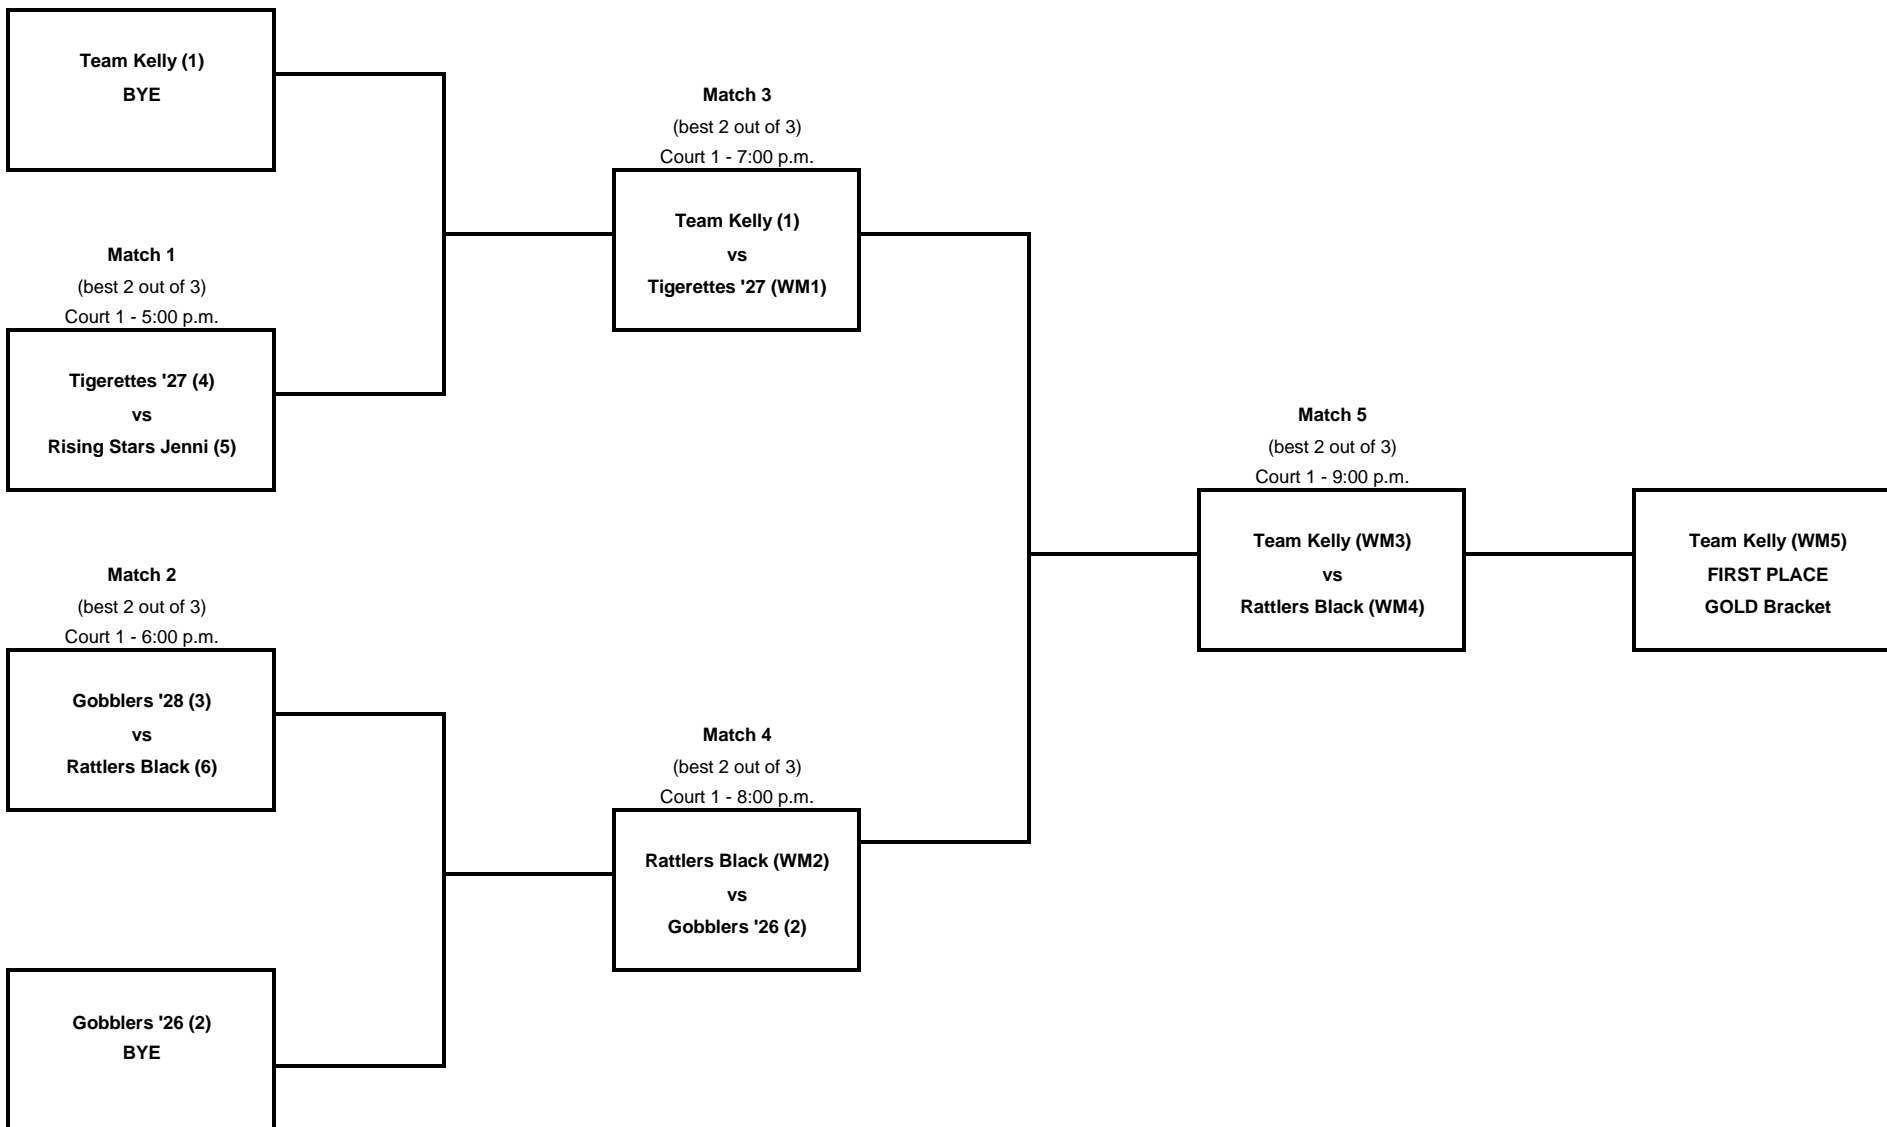 Team Kelly (1)
BYE
Match 1
(best 2 out of 3)
Court 1 - 5:00 p.m.
Tigerettes '27 (4)
vs
Rising Stars Jenni (5)
Match 2
(best 2 out of 3)
Court 1 - 6:00 p.m.
Gobblers '28 (3)
vs
Rattlers Black (6)
Gobblers '26 (2)
BYE
Match 3
(best 2 out of 3)
Court 1 - 7:00 p.m.
Team Kelly (1)
vs
Tigerettes '27 (WM1)
Match 4
(best 2 out of 3)
Court 1 - 8:00 p.m.
Rattlers Black (WM2)
vs
Gobblers '26 (2)
Match 5
(best 2 out of 3)
Court 1 - 9:00 p.m.
Team Kelly (WM3)
vs
Rattlers Black (WM4)
Team Kelly (WM5)
FIRST PLACE
GOLD Bracket